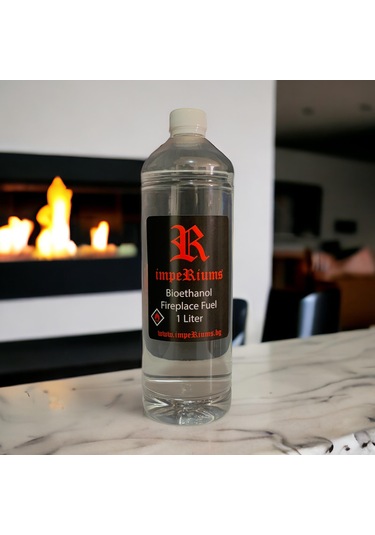 R
impeRiums
Bioethanol
Fireplace Fuel
1 Liter
www.impeRiums.bg